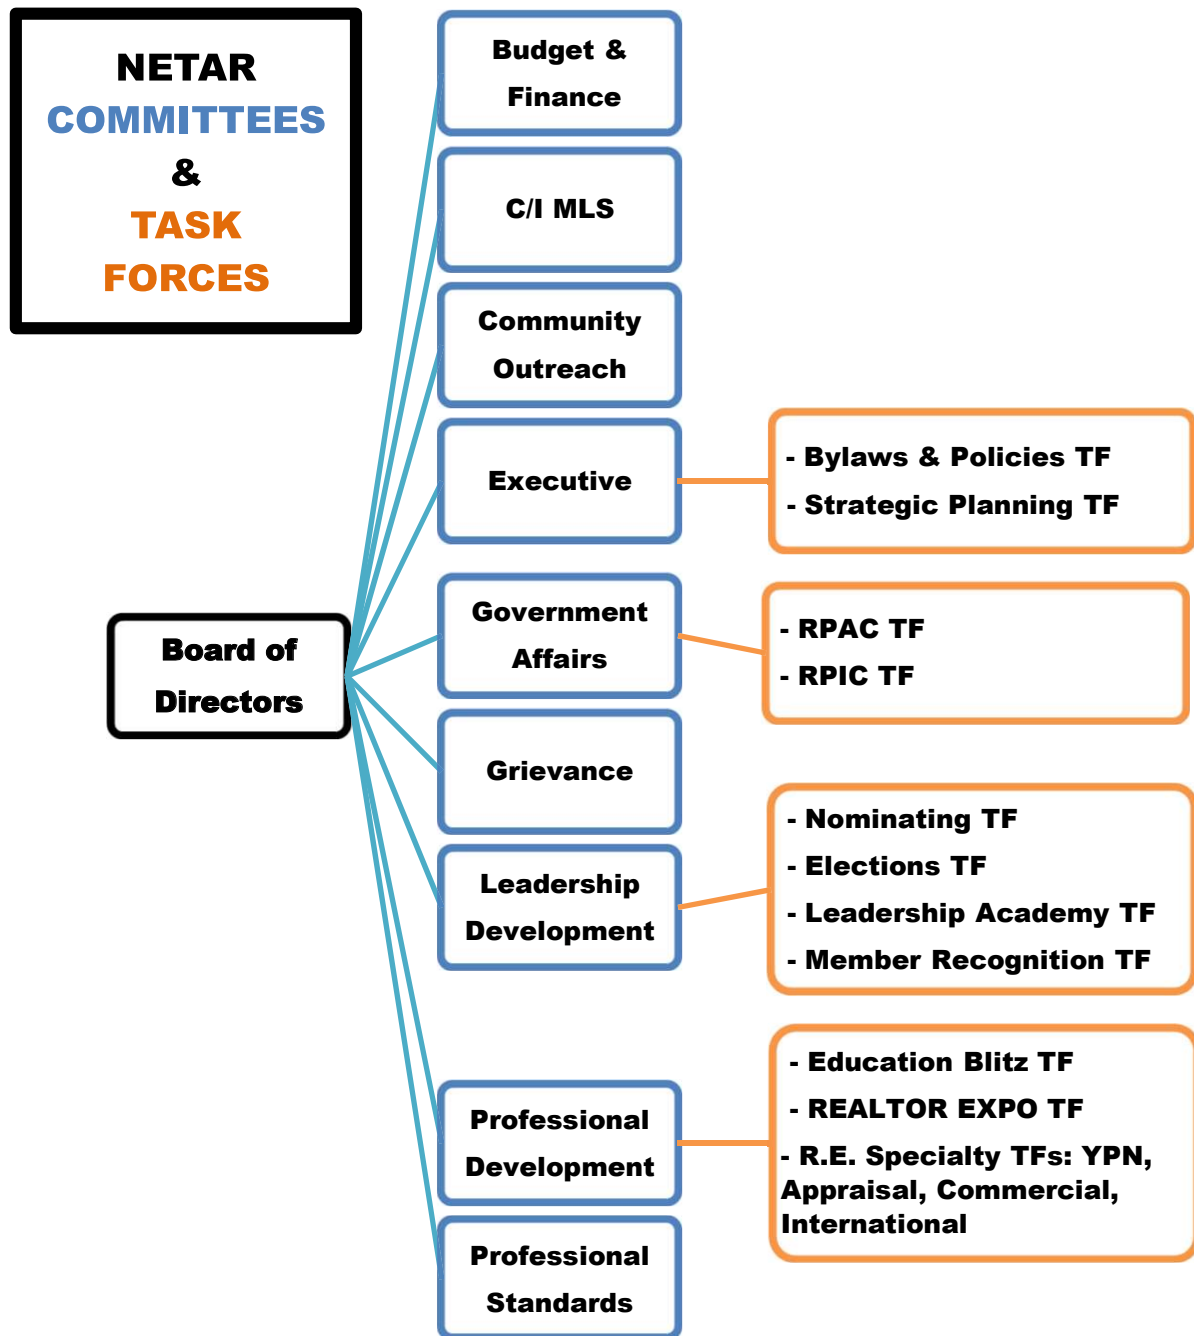 NETAR
COMMITTEES
&
TASK
FORCES
Board of
Directors
Budget &
Finance
C/I MLS
Community
Outreach
Executive
- Bylaws & Policies TF
- Strategic Planning TF
Government
Affairs
- RPAC TF
- RPIC TF
Grievance
Leadership
Development
- Nominating TF
- Elections TF
- Leadership Academy TF
- Member Recognition TF
Professional
Development
- Education Blitz TF
- REALTOR EXPO TF
- R.E. Specialty TFs: YPN,
Appraisal, Commercial,
International
Professional
Standards